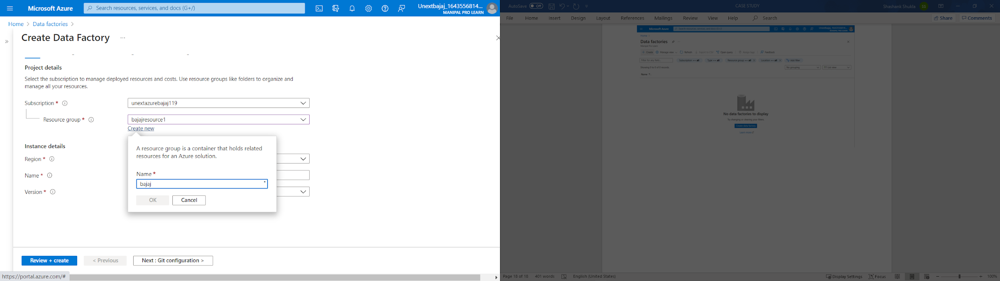 Microsoft Azure
Search resources, services, and docs (G+/)
Unextbajaj_1643556814...
MANIPAL PRO LEARN
Home > Data factories >
Create Data Factory ...
Project details
Select the subscription to manage deployed resources and costs. Use resource groups like folders to organize and
manage all your resources.
Subscription *
unextazurebajaj119
Resource group *
bajajresource1
Create new
A resource group is a container that holds related
resources for an Azure solution.
Name *
bajaj
OK Cancel
Instance details
Region *
Name *
Version *
Review + create
< Previous
Next : Git configuration >
https://portal.azure.com/#
AutoSave Off
CASE STUDY
Shashank Shukla SS
File Home Insert Design Layout References Mailings Review View Help Search
Share Comments
Microsoft Azure
Search resources, services, and docs (G+/)
Unextbajaj_1643556814...
MANIPAL PRO LEARN
Home >
Data factories
Manipal Pro Learn
Create Manage view Refresh Export to CSV Open query Assign tags Feedback
Filter for any field... Subscription == all Type == all Resource group == all Location == all Add filter
Showing 0 to 0 of 0 records.
No grouping List view
Name
No data factories to display
Try changing or clearing your filters.
Create data factory
Learn more
Page 18 of 18 401 words English (United States)
Display Settings Focus 100%